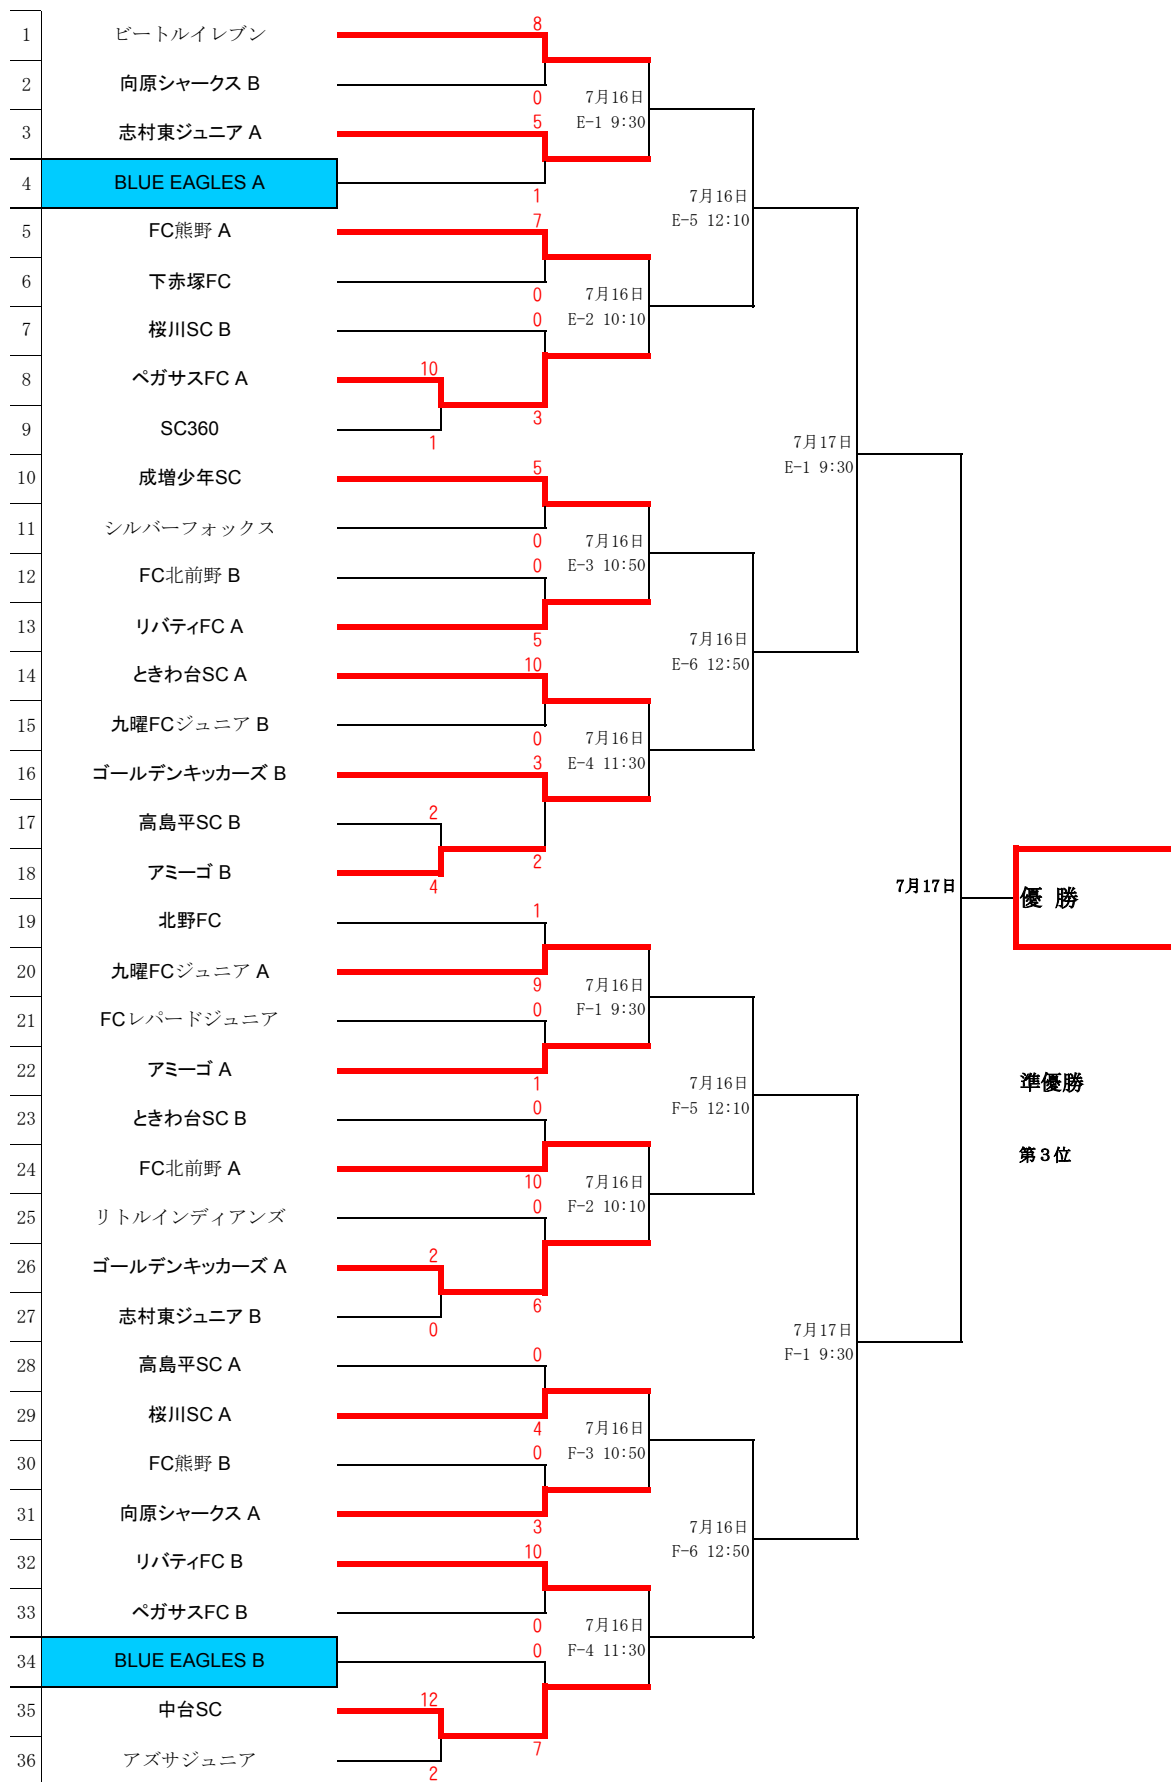 1 ビートルイレブン 8
2 向原シャークス B 0
7月16日
E-1 9:30
3 志村東ジュニア A 5
4 BLUE EAGLES A 1
7月16日
E-5 12:10
5 FC熊野 A 7
6 下赤塚FC 0
7月16日
E-2 10:10
7 桜川SC B 0
8 ペガサスFC A 10
3
9 SC360 1
7月17日
E-1 9:30
10 成増少年SC 5
11 シルバーフォックス 0
7月16日
E-3 10:50
12 FC北前野 B 0
13 リバティFC A 5
7月16日
E-6 12:50
14 ときわ台SC A 10
15 九曜FCジュニア B 0
7月16日
E-4 11:30
16 ゴールデンキッカーズ B 3
17 高島平SC B 2
2
18 アミーゴ B 4
7月17日
優 勝
19 北野FC 1
20 九曜FCジュニア A 9
7月16日
F-1 9:30
21 FCレパードジュニア 0
22 アミーゴ A 1
7月16日
F-5 12:10
準優勝
23 ときわ台SC B 0
第3位
24 FC北前野 A 10
7月16日
F-2 10:10
25 リトルインディアンズ 0
26 ゴールデンキッカーズ A 2
6
27 志村東ジュニア B 0
7月17日
F-1 9:30
28 高島平SC A 0
29 桜川SC A 4
7月16日
F-3 10:50
30 FC熊野 B 0
31 向原シャークス A 3
7月16日
F-6 12:50
32 リバティFC B 10
33 ペガサスFC B 0
7月16日
F-4 11:30
34 BLUE EAGLES B 0
35 中台SC 12
7
36 アズサジュニア 2